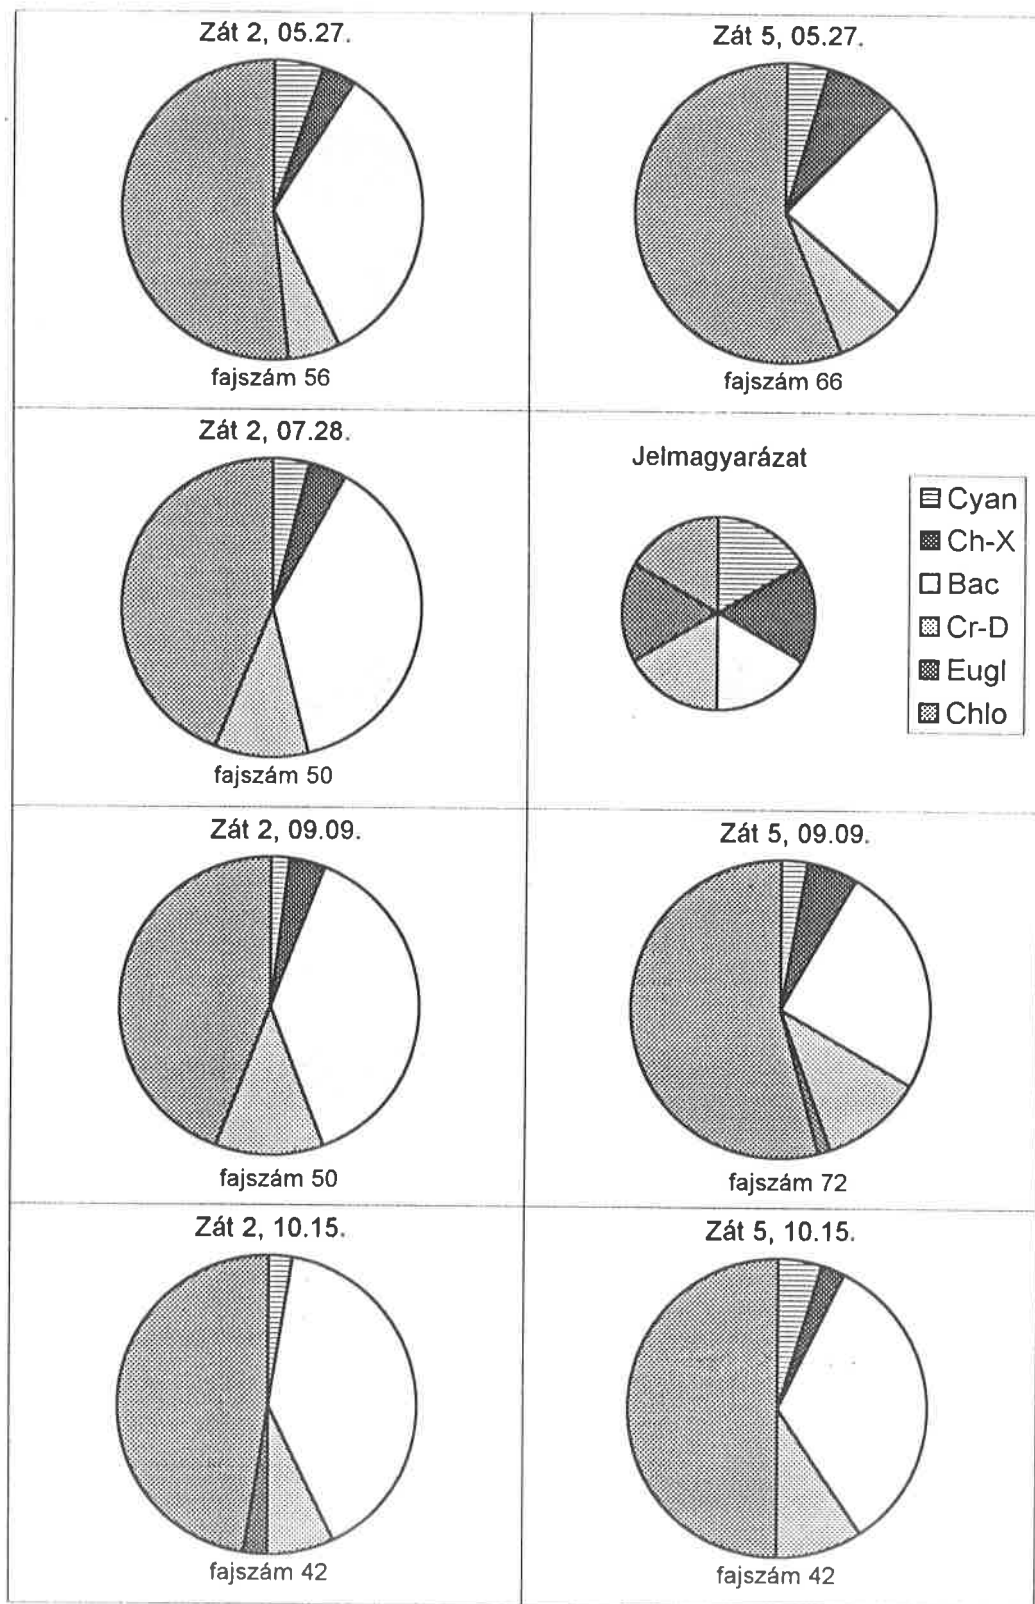 Zát 2, 05.27.
fajszám 56
Zát 5, 05.27.
fajszám 66
Zát 2, 07.28.
fajszám 50
Jelmagyarázat
Cyan
Ch-X
Bac
Cr-D
Eugl
Chlo
Zát 2, 09.09.
fajszám 50
Zát 5, 09.09.
fajszám 72
Zát 2, 10.15.
fajszám 42
Zát 5, 10.15.
fajszám 42